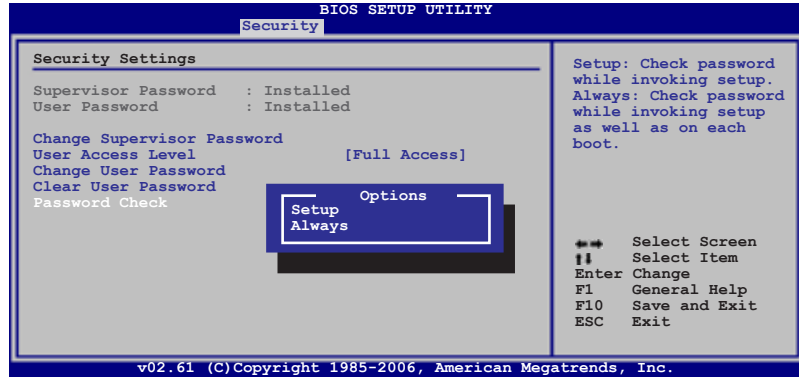 BIOS SETUP UTILITY
Security
Security Settings
Supervisor Password : Installed
User Password : Installed
Change Supervisor Password
User Access Level [Full Access]
Change User Password
Clear User Password
Password Check
Options
Setup
Always
Setup: Check password
while invoking setup.
Always: Check password
while invoking setup
as well as on each
boot.
Select Screen
Select Item
Enter Change
F1 General Help
F10 Save and Exit
ESC Exit
v02.61 (C)Copyright 1985-2006, American Megatrends, Inc.